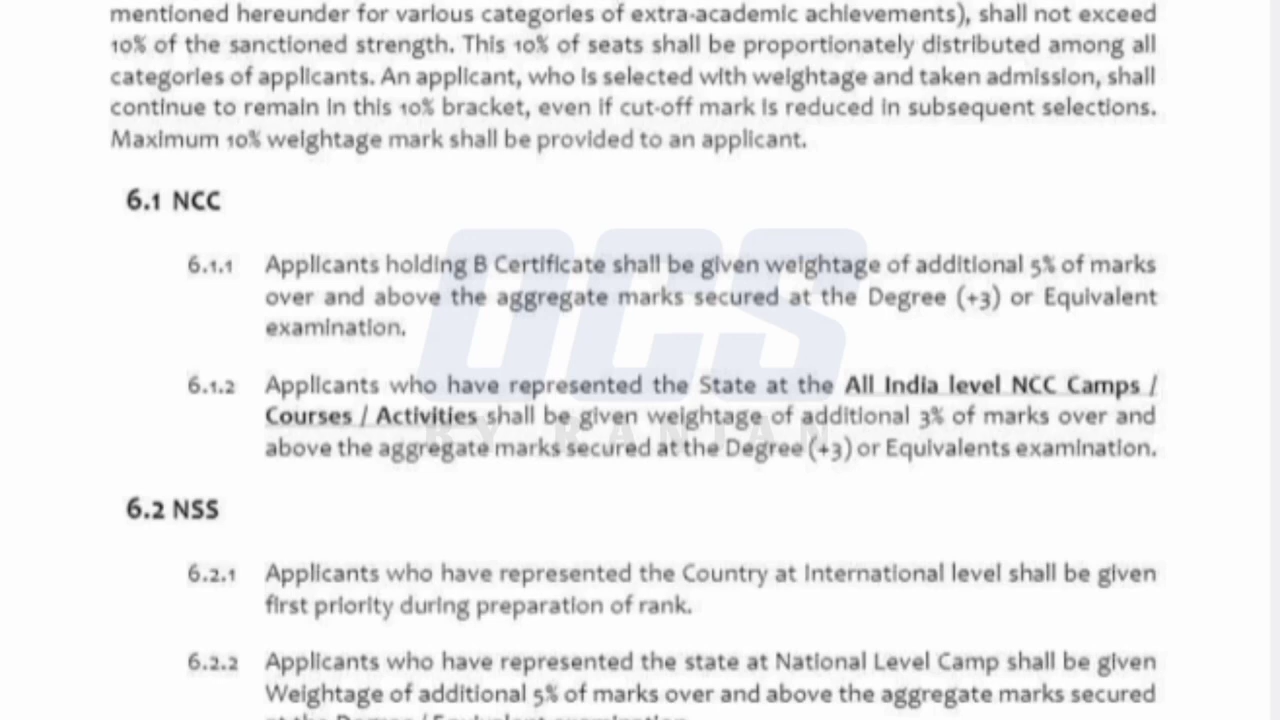 mentioned hereunder for various categories of extra-academic achievements), shall not exceed
10% of the sanctioned strength. This 10% of seats shall be proportionately distributed among all
categories of applicants. An applicant, who is selected with weightage and taken admission, shall
continue to remain in this 10% bracket, even if cut-off mark is reduced in subsequent selections.
Maximum 10% weightage mark shall be provided to an applicant.
6.1 NCC
6.1.1 Applicants holding B Certificate shall be given weightage of additional 5% of marks
over and above the aggregate marks secured at the Degree (+3) or Equivalent
examination.
6.1.2 Applicants who have represented the State at the All India level NCC Camps /
Courses / Activities shall be given weightage of additional 3% of marks over and
above the aggregate marks secured at the Degree (+3) or Equivalents examination.
6.2 NSS
6.2.1 Applicants who have represented the Country at International level shall be given
first priority during preparation of rank.
6.2.2 Applicants who have represented the state at National Level Camp shall be given
Weightage of additional 5% of marks over and above the aggregate marks secured
at the Degree / Equivalent examination.
OCS
BY RANJAN